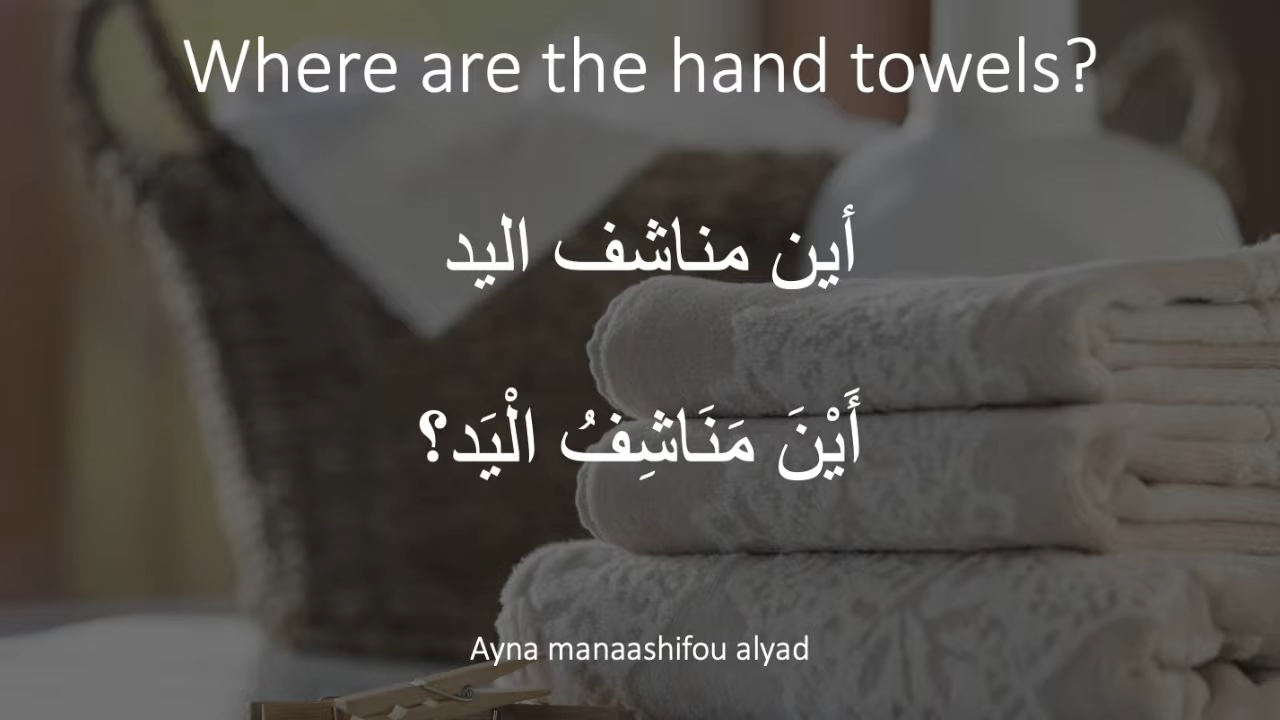 Where are the hand towels?
أين مناشف اليد
أَيْنَ مَنَاشِفُ الْيَد؟
Ayna manaashifou alyad